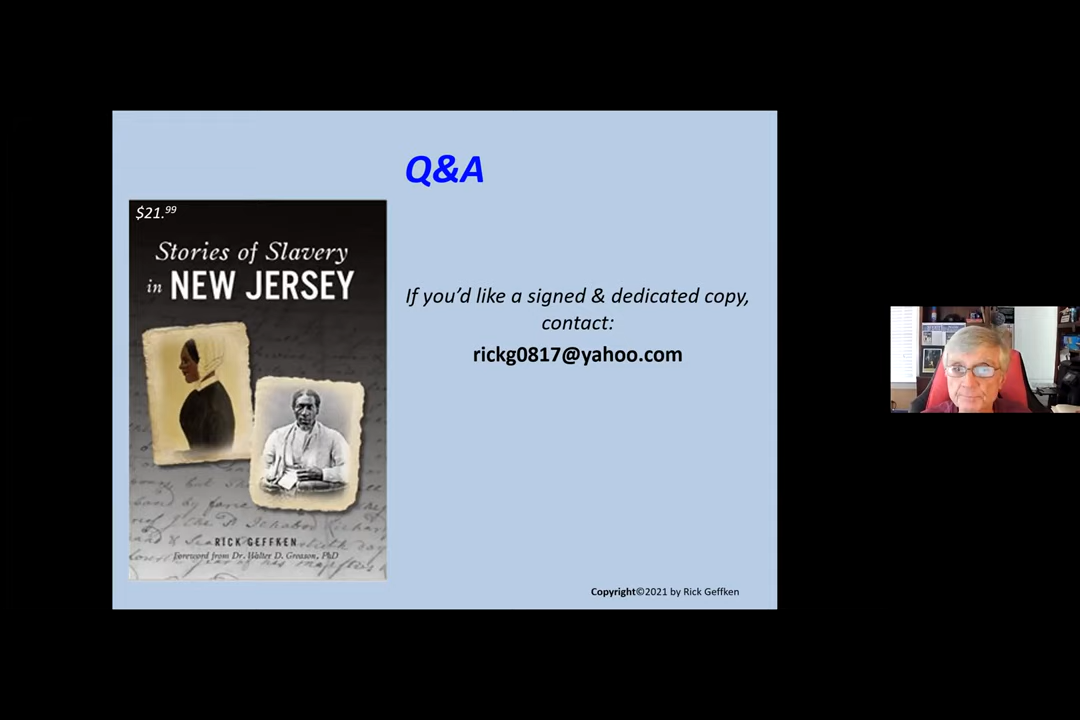 Q&A
$21.99
Stories of Slavery
in NEW JERSEY
RICK GEFFKEN
Foreword from Dr. Walter D. Greason, PhD
If you’d like a signed & dedicated copy,
contact:
rickg0817@yahoo.com
Copyright©2021 by Rick Geffken